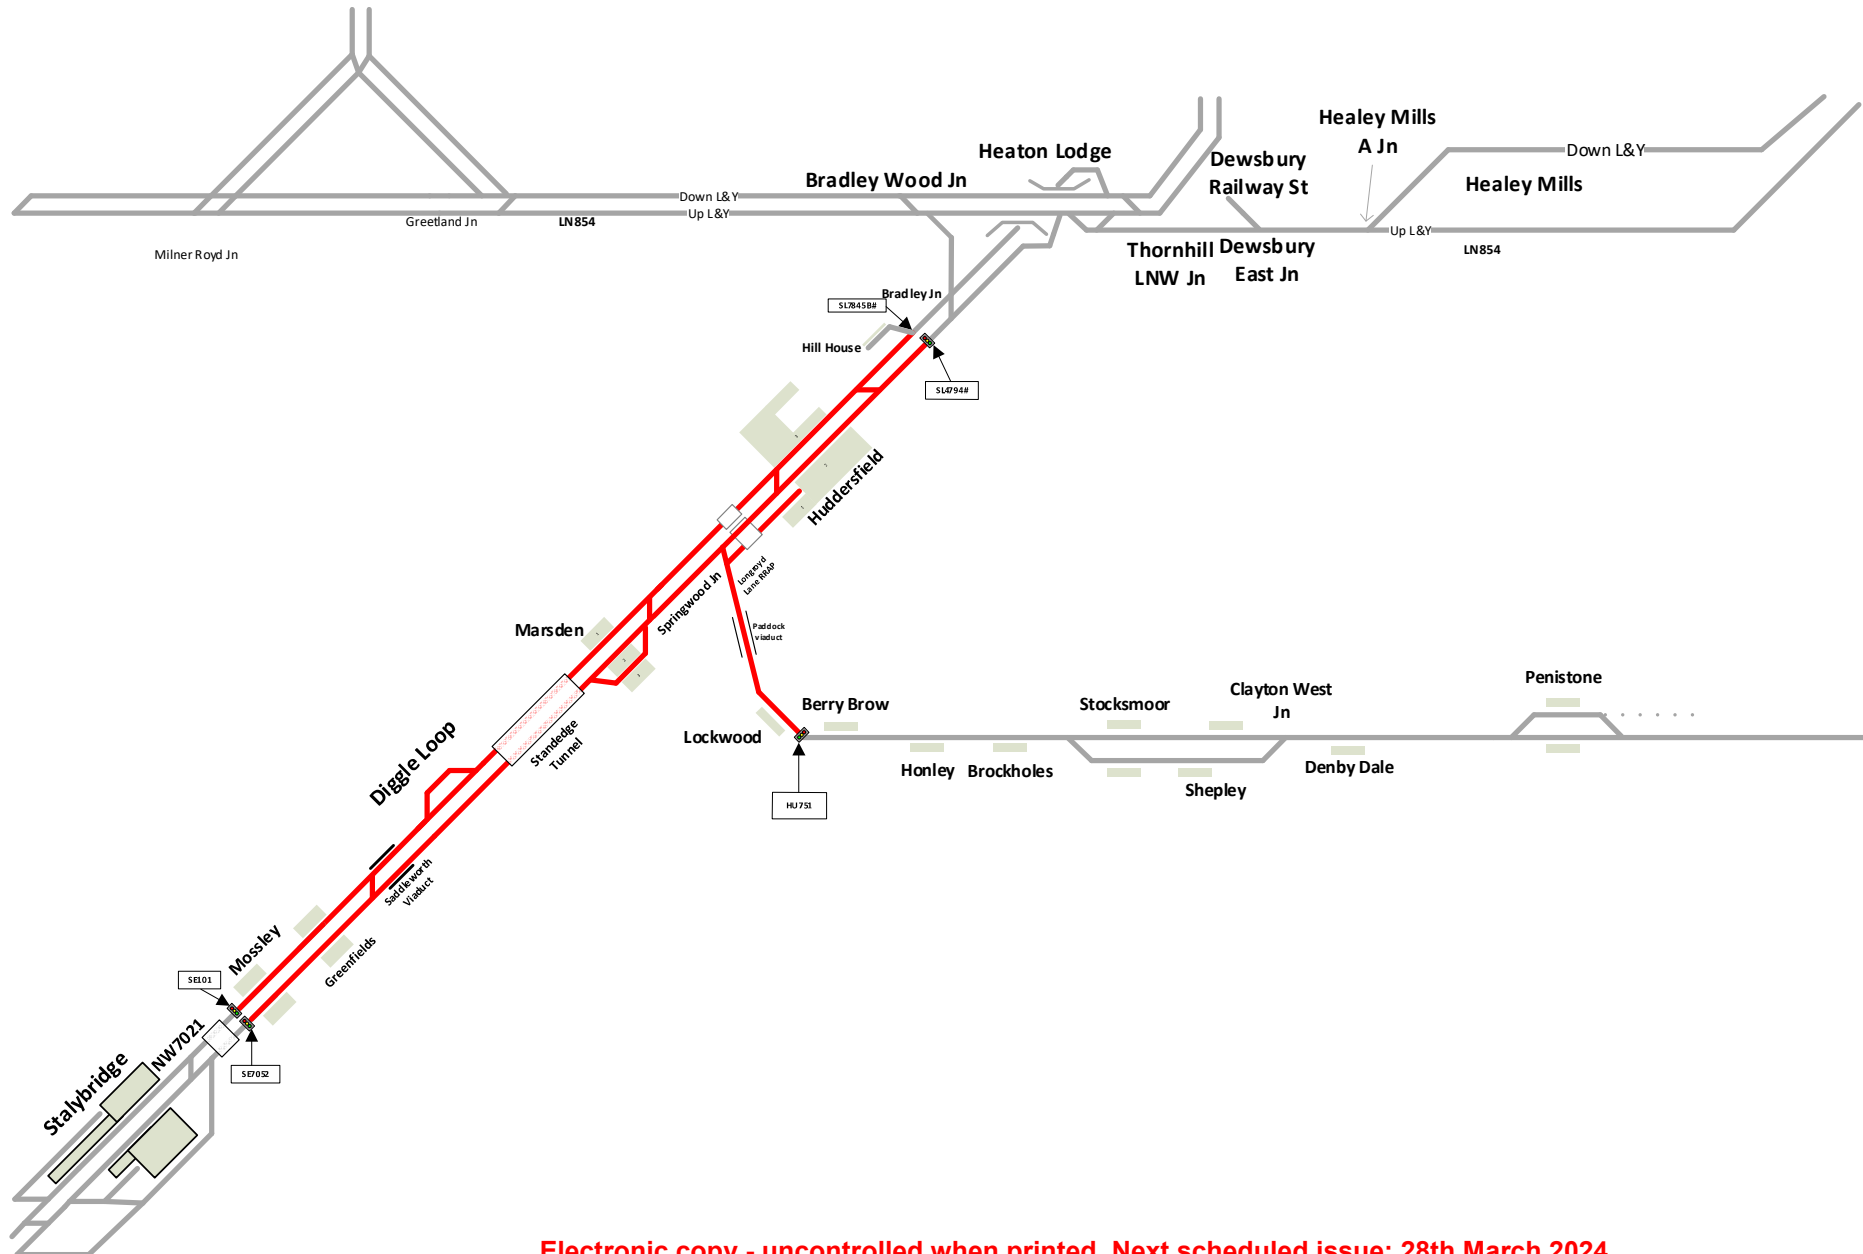 Healey Mills
A Jn
Heaton Lodge
Dewsbury
Railway St
Down L&Y
Bradley Wood Jn
Healey Mills
Down L&Y
Up L&Y
Greetland Jn
LN854
Up L&Y
LN854
Milner Royd Jn
Thornhill
LNW Jn
Dewsbury
East Jn
Bradley Jn
SL7845B#
Hill House
SL4794#
Huddersfield
Longroyd
Lane RRAP
Springwood Jn
Marsden
Paddock
viaduct
Penistone
Clayton West
Jn
Berry Brow
Stocksmoor
Lockwood
Standedge
Tunnel
Diggle Loop
Honley
Brockholes
Denby Dale
Shepley
HU751
Saddleworth
Viaduct
Mossley
Greenfields
SE101
NW7021
SE7052
Stalybridge
Electronic copy - uncontrolled when printed. Next scheduled issue: 28th March 2024